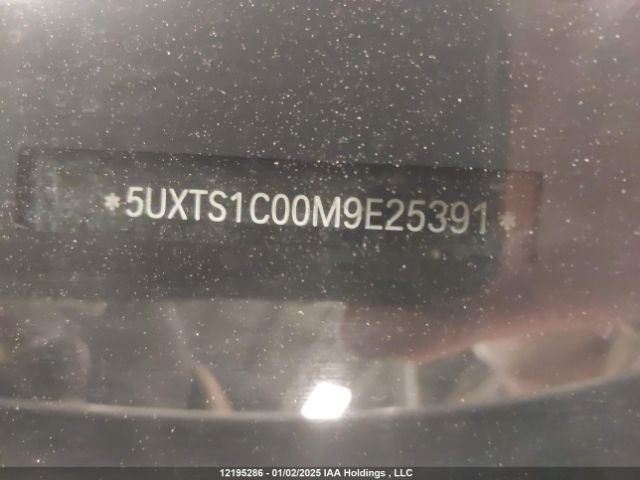 *5UXTS1C00M9E25391*
12195286 - 01/02/2025 IAA Holdings , LLC